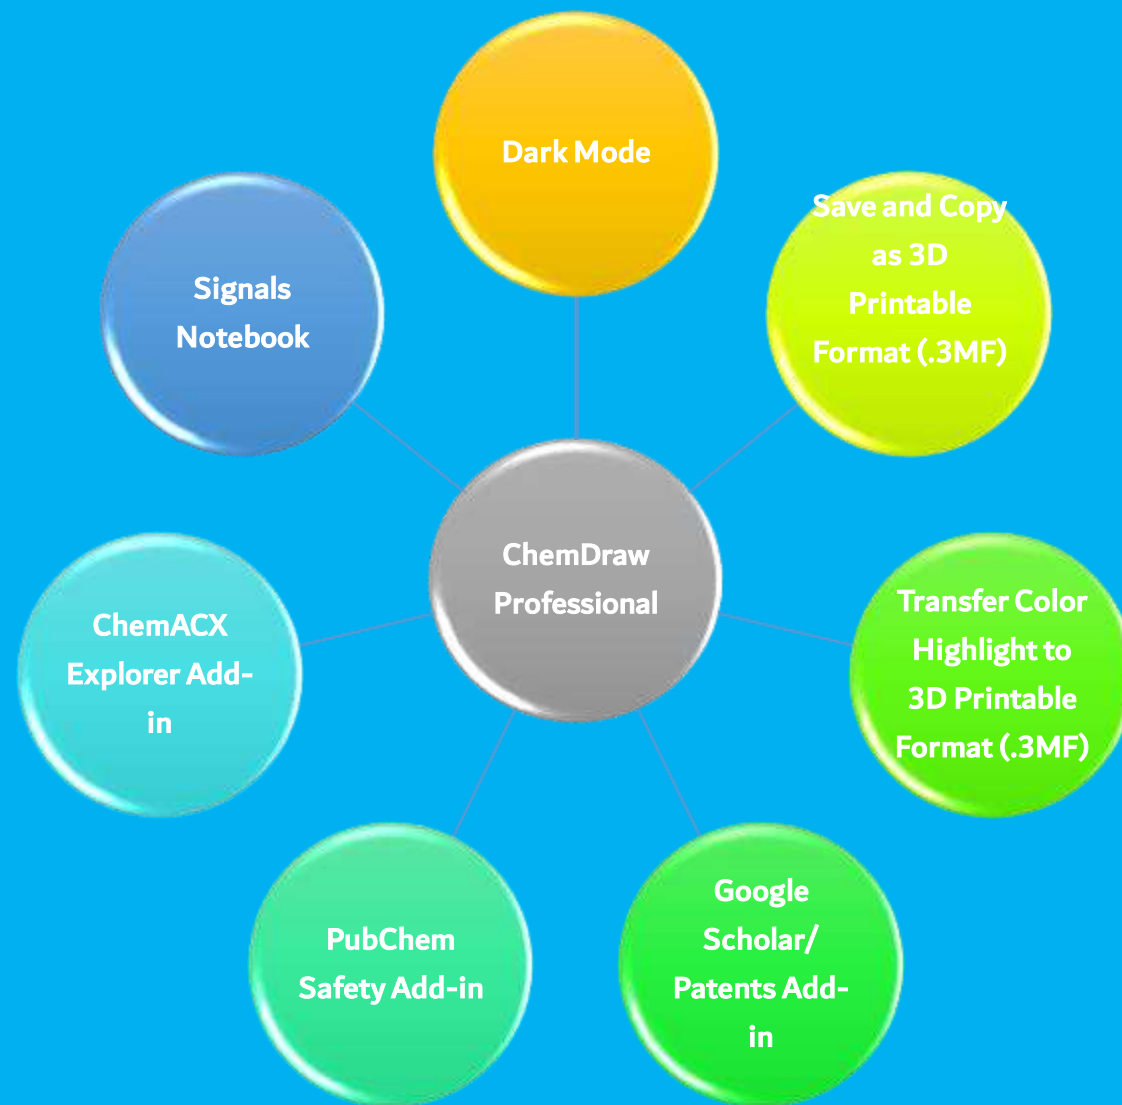 Dark Mode
Save and Copy
as 3D
Printable
Format (.3MF)
Signals
Notebook
ChemDraw
Professional
Transfer Color
Highlight to
3D Printable
Format (.3MF)
ChemACX
Explorer Add-
in
Google
Scholar/
Patents Add-
in
PubChem
Safety Add-in